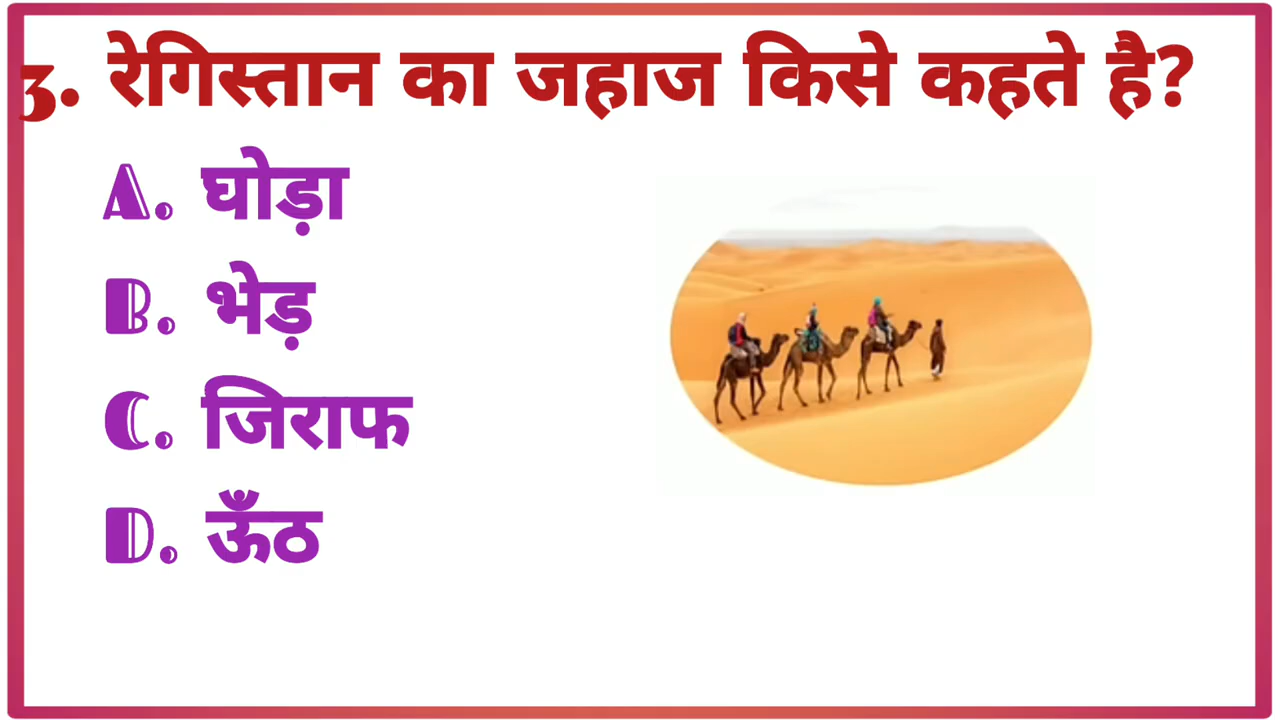 3. रेगिस्तान का जहाज किसे कहते है?
A. घोड़ा
B. भेड़
C. जिराफ
D. ऊँठ